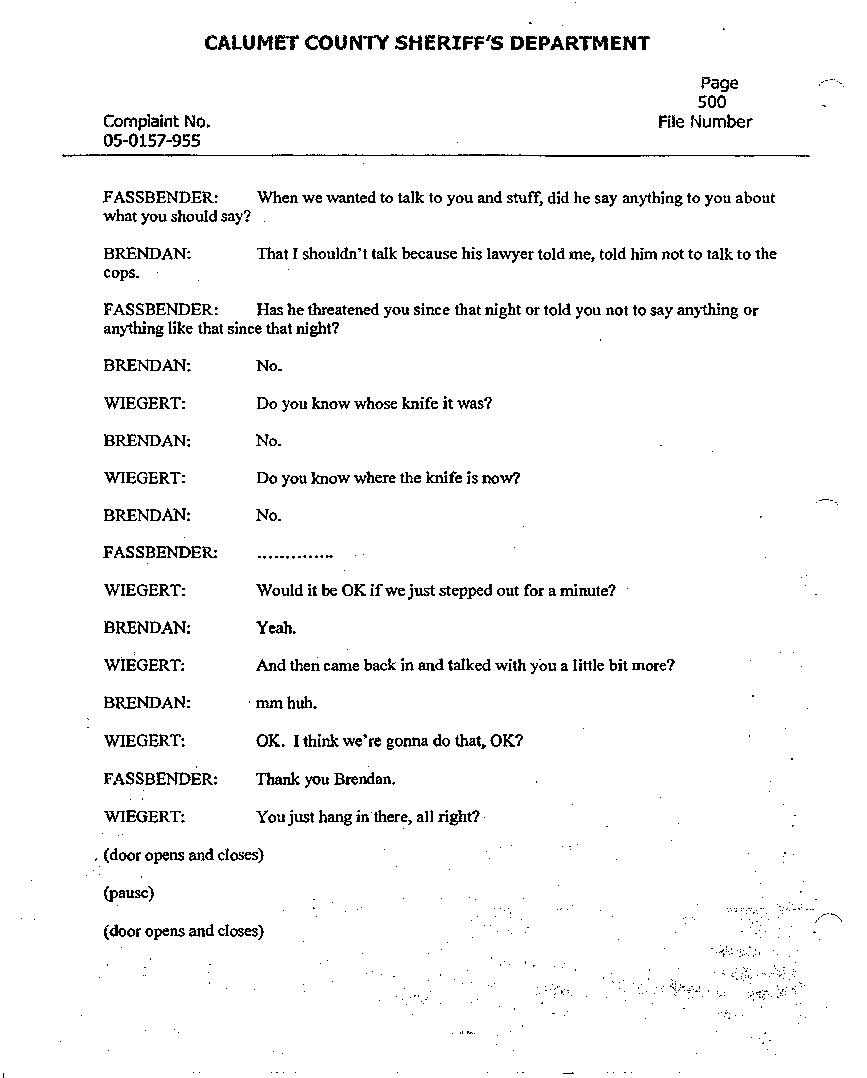 CALUMET COUNTY SHERIFF'S DEPARTMENT
Page
500
Complaint No. File Number
05-0157-955
FASSBENDER: When we wanted to talk to you and stuff, did he say anything to you about
what you should say?
BRENDAN: That I shouldn't talk because his lawyer told me, told him not to talk to the
cops.
FASSBENDER: Has he threatened you since that night or told you not to say anything or
anything like that since that night?
BRENDAN: No.
WIEGERT: Do you know whose knife it was?
BRENDAN: No.
WIEGERT: Do you know where the knife is now?
BRENDAN: No.
FASSBENDER: ..............
WIEGERT: Would it be OK if we just stepped out for a minute?
BRENDAN: Yeah.
WIEGERT: And then came back in and talked with you a little bit more?
BRENDAN: mm huh.
WIEGERT: OK. I think we're gonna do that, OK?
FASSBENDER: Thank you Brendan.
WIEGERT: You just hang in there, all right?
(door opens and closes)
(pause)
(door opens and closes)